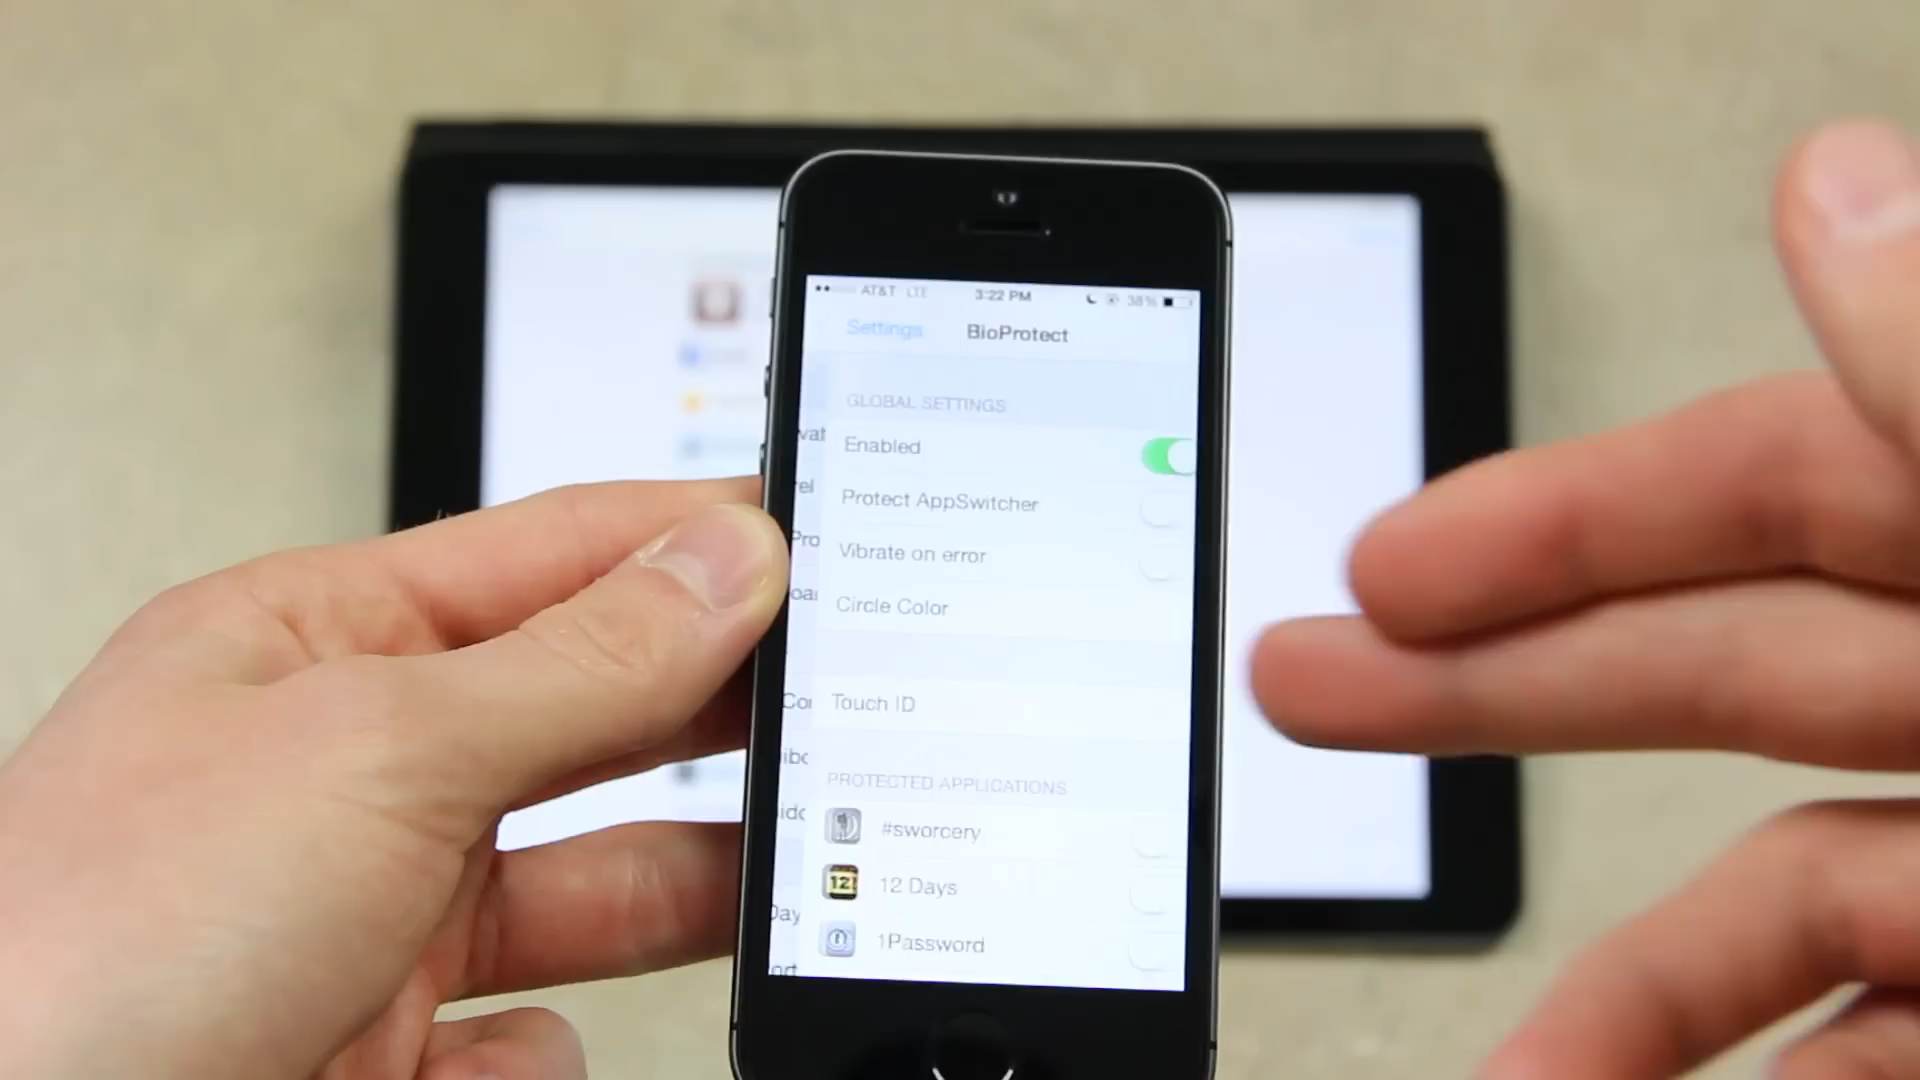 AT&T LTE 3:22 PM 38%
Settings BioProtect
GLOBAL SETTINGS
Enabled
Protect AppSwitcher
Vibrate on error
Circle Color
Touch ID
PROTECTED APPLICATIONS
#sworcery
12 Days
1Password